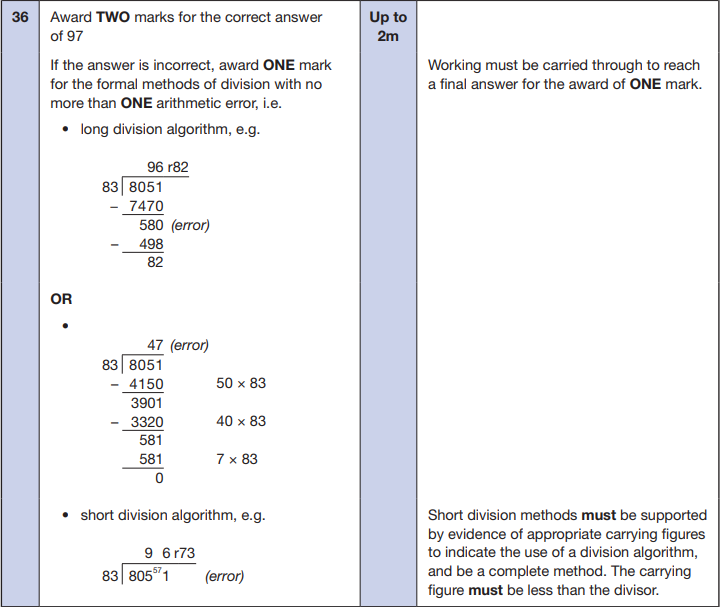 36
Award TWO marks for the correct answer
of 97
Up to
2m
If the answer is incorrect, award ONE mark
for the formal methods of division with no
more than ONE arithmetic error, i.e.
Working must be carried through to reach
a final answer for the award of ONE mark.
• long division algorithm, e.g.
96 r82
83 8051
– 7470
580 (error)
– 498
82
OR
•
47 (error)
83 8051
– 4150 50 × 83
3901
– 3320 40 × 83
581
581 7 × 83
0
• short division algorithm, e.g.
9 6 r73
83 805⁵⁷1 (error)
Short division methods must be supported
by evidence of appropriate carrying figures
to indicate the use of a division algorithm,
and be a complete method. The carrying
figure must be less than the divisor.